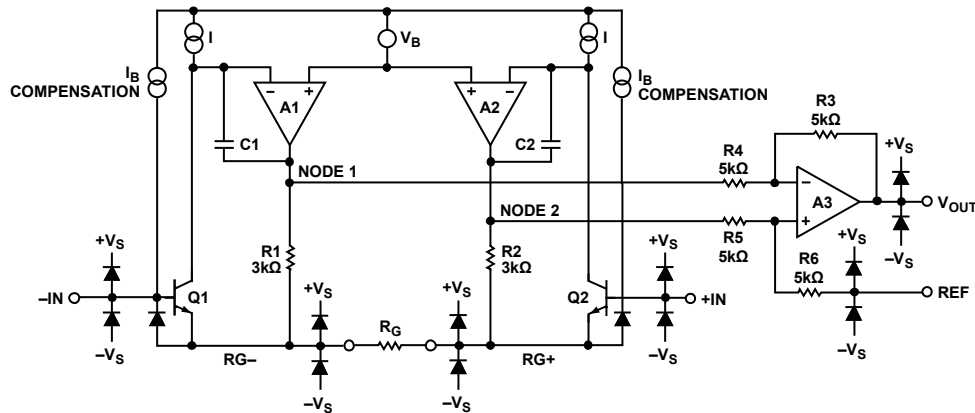 I
V_B
I
I_B
COMPENSATION
I_B
COMPENSATION
–
+
A1
+
–
A2
C1
C2
NODE 1
NODE 2
R1
3kΩ
R2
3kΩ
R3
5kΩ
R4
5kΩ
R5
5kΩ
R6
5kΩ
–
+
A3
+V_S
–V_S
V_OUT
+V_S
–IN
–V_S
Q1
+V_S
R_G
+V_S
Q2
+V_S
+IN
–V_S
+V_S
REF
–V_S
RG–
–V_S
–V_S
RG+